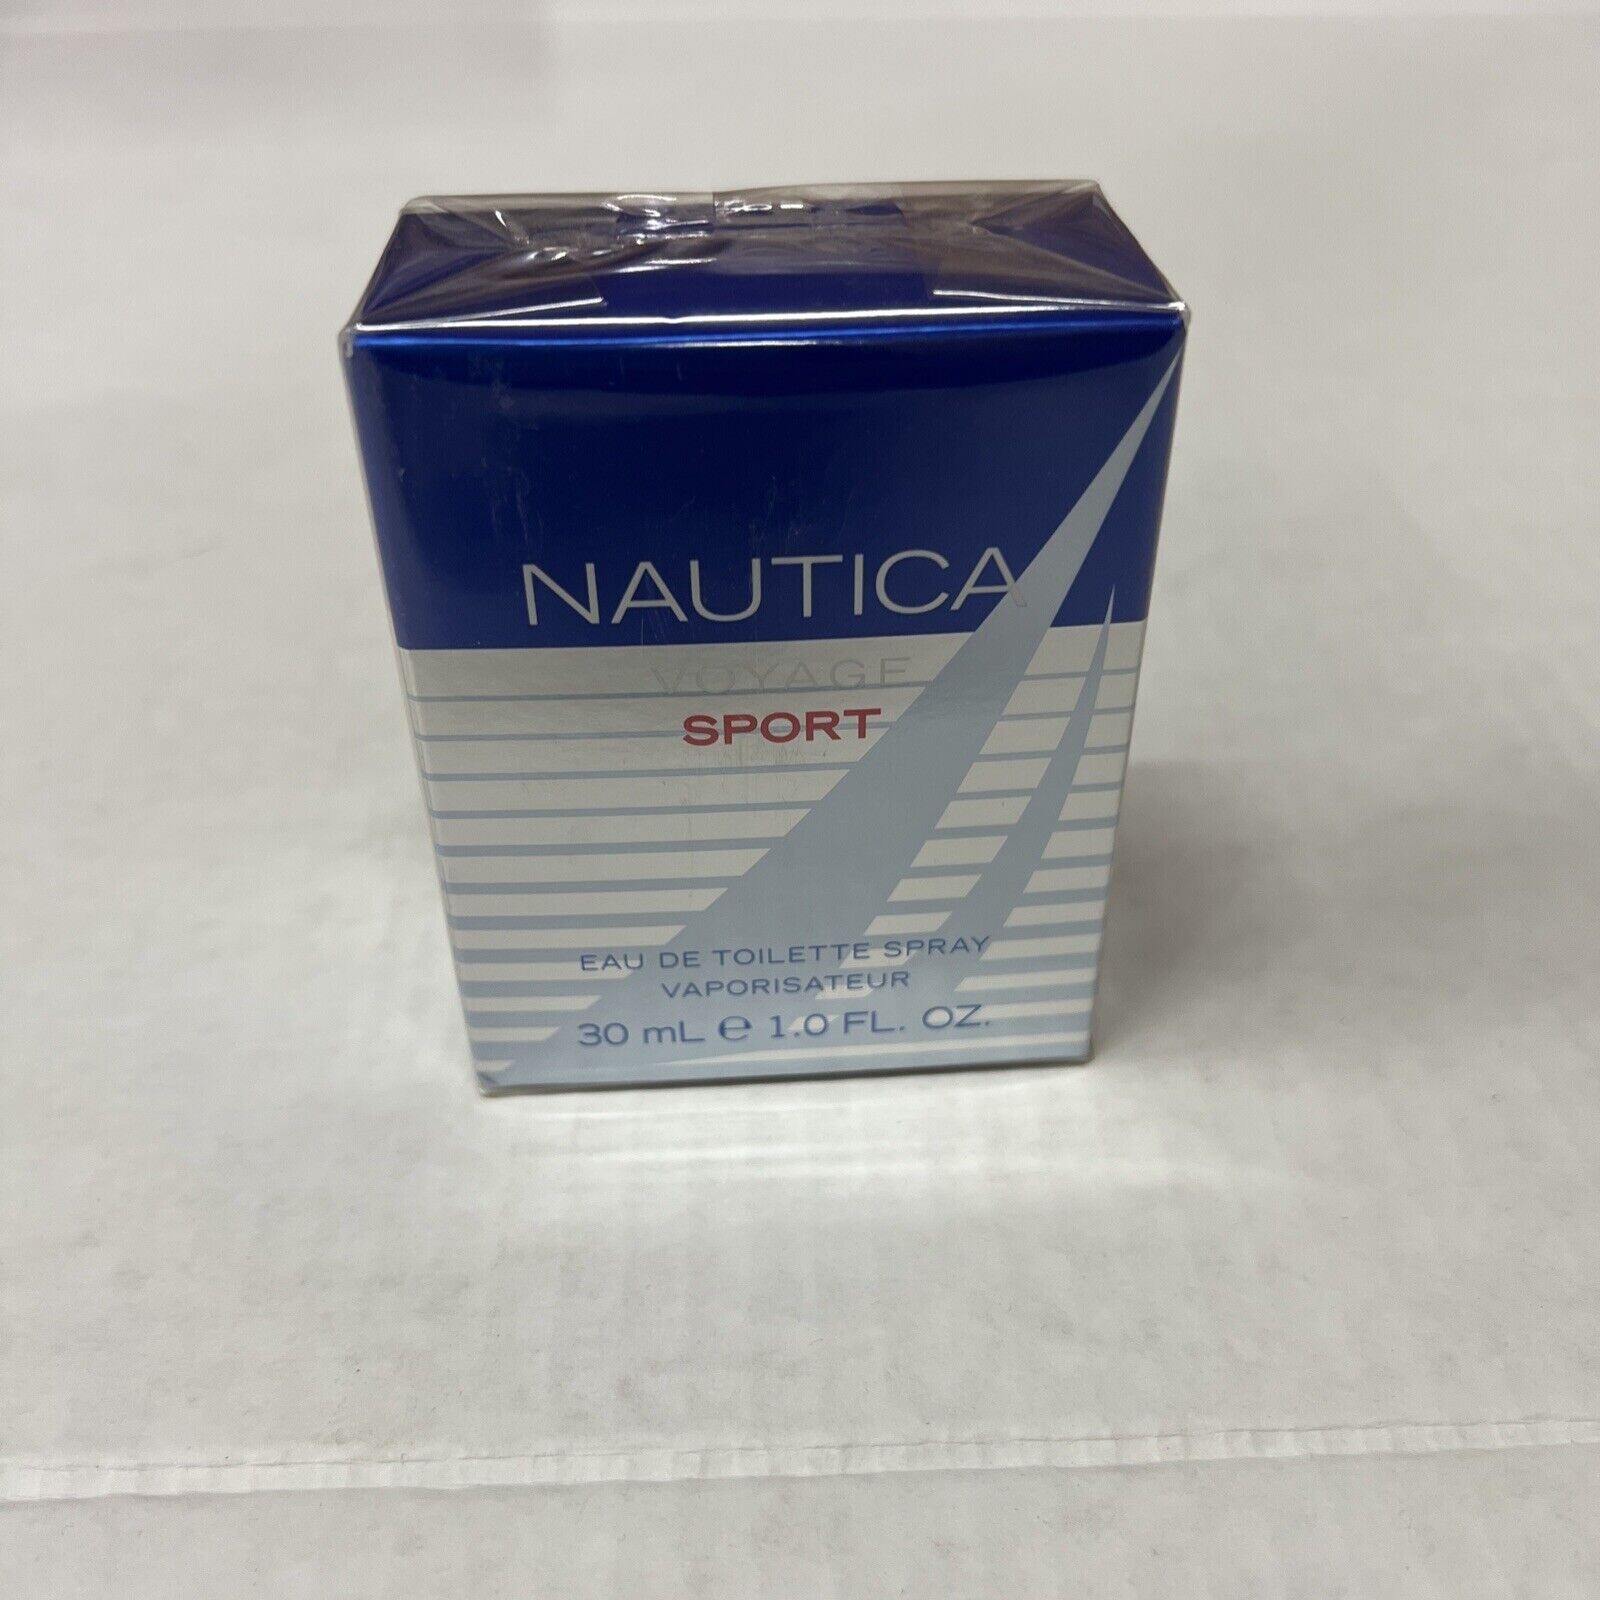 NAUTICA
VOYAGE
SPORT
EAU DE TOILETTE SPRAY
VAPORISATEUR
30 mL ℮ 1.0 FL. OZ.